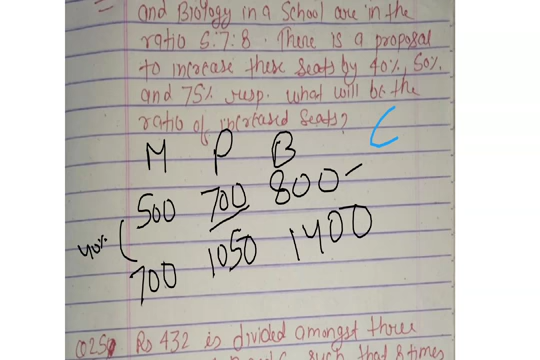 and Biology in a School are in the
ratio 5:7:8. There is a proposal
to increase these Seats by 40%, 50%
and 75% resp. what will be the
ratio of increased Seats?
M P B
500 700 800
40%
700 1050 1400
Q25) Rs 432 is divided amongst three
such that 8 times